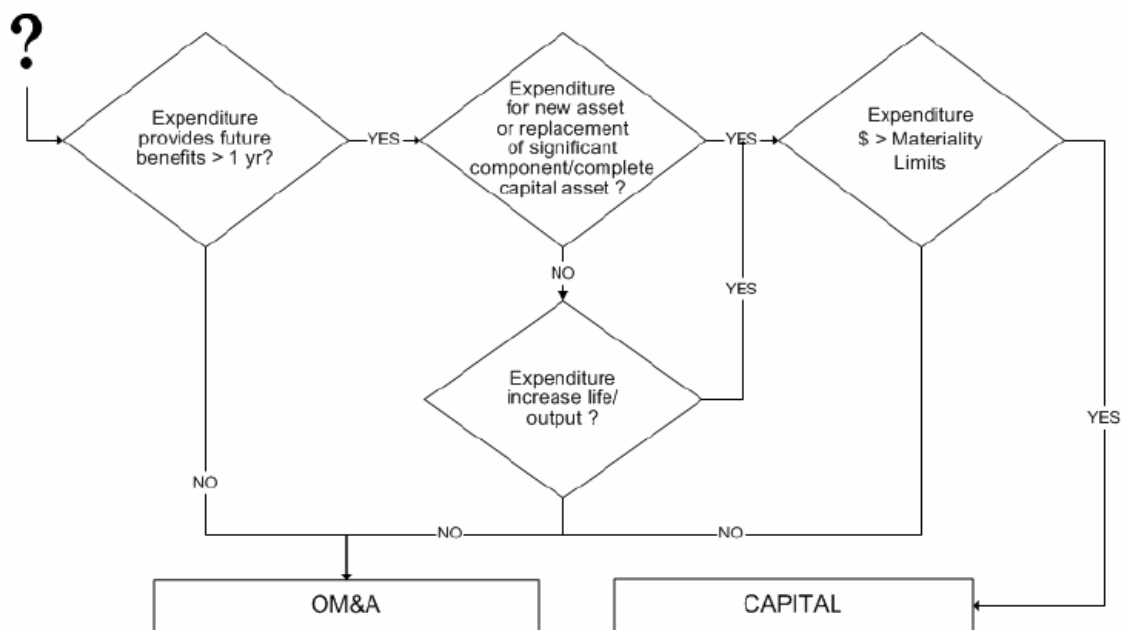 ?
Expenditure
provides future
benefits > 1 yr?
YES
Expenditure
for new asset
or replacement
of significant
component/complete
capital asset ?
YES
Expenditure
$ > Materiality
Limits
NO
YES
Expenditure
increase life/
output ?
YES
NO
NO
NO
OM&A
CAPITAL